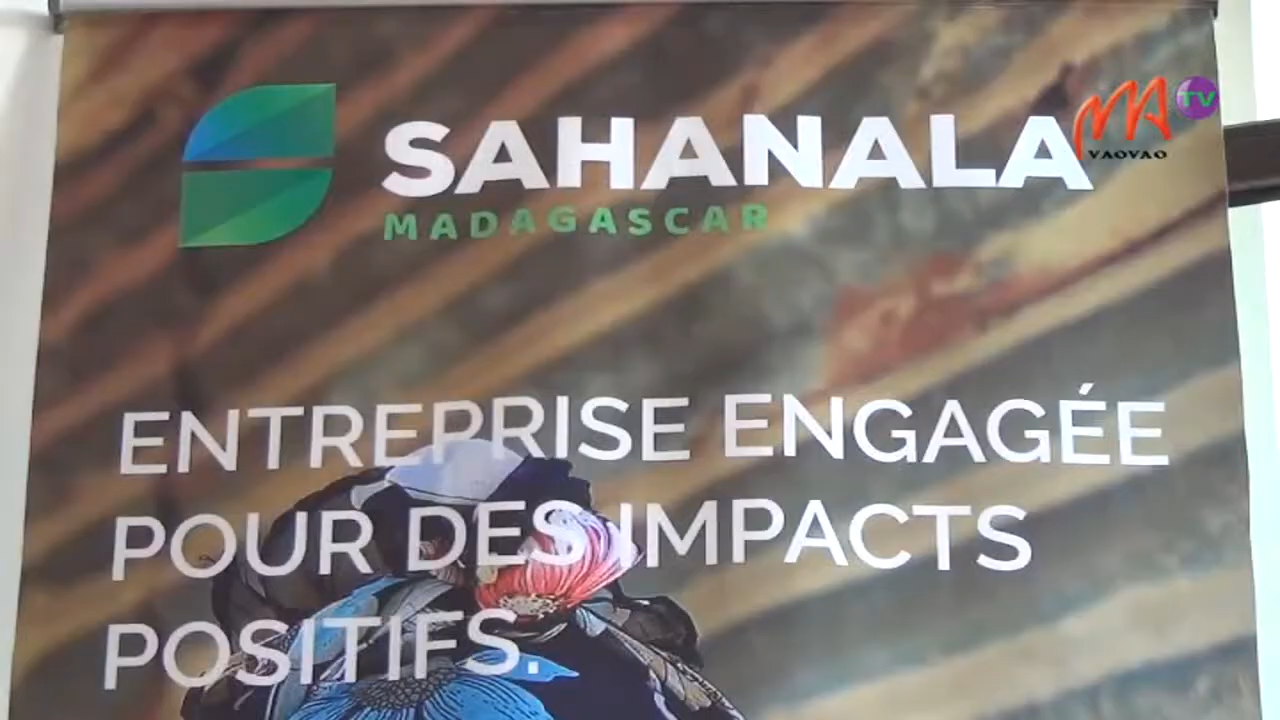 SAHANALA
MADAGASCAR
MA TV
VAOVAO
ENTREPRISE ENGAGÉE
POUR DES IMPACTS
POSITIFS.